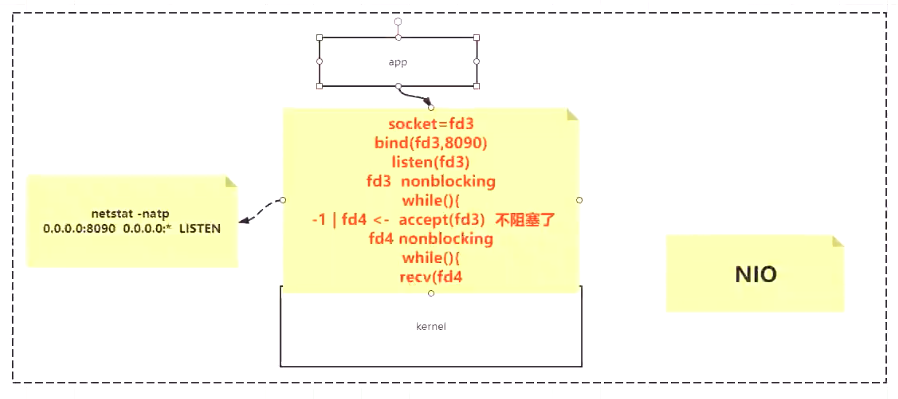 app
socket=fd3
bind(fd3,8090)
listen(fd3)
fd3 nonblocking
while(){
-1 | fd4 <- accept(fd3) 不阻塞了
fd4 nonblocking
while(){
recv(fd4
netstat -natp
0.0.0.0:8090 0.0.0.0:* LISTEN
NIO
kernel